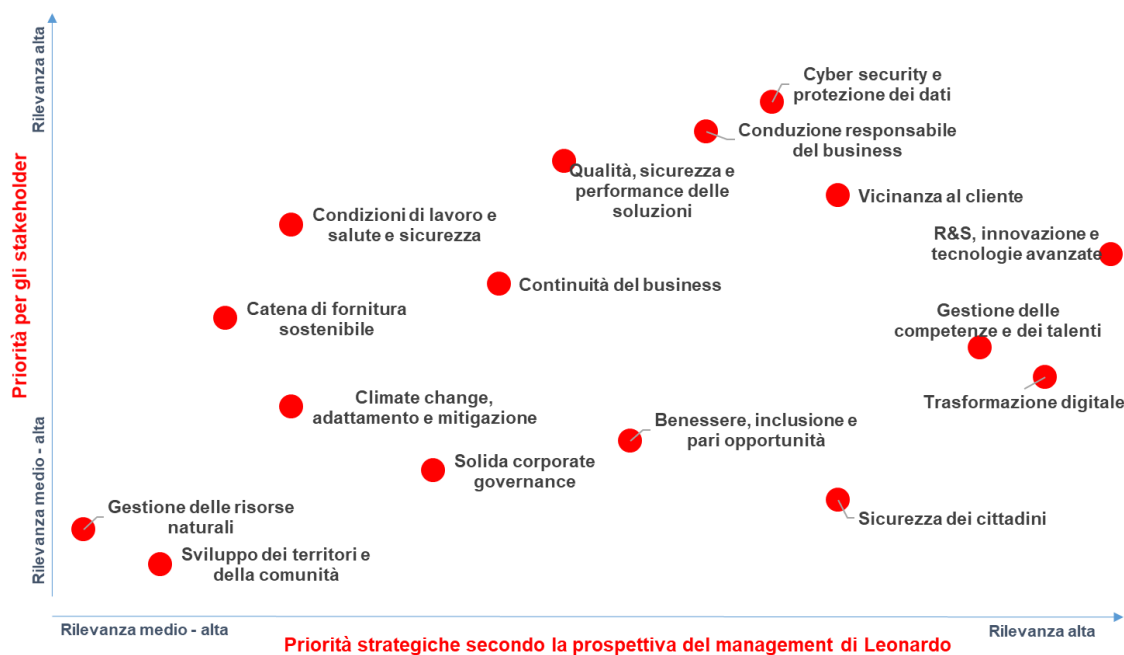 Rilevanza alta
Priorità per gli stakeholder
Rilevanza medio - alta
Cyber security e
protezione dei dati
Conduzione responsabile
del business
Qualità, sicurezza e
performance delle
soluzioni
Vicinanza al cliente
Condizioni di lavoro e
salute e sicurezza
R&S, innovazione e
tecnologie avanzate
Continuità del business
Catena di fornitura
sostenibile
Gestione delle
competenze e dei talenti
Trasformazione digitale
Climate change,
adattamento e mitigazione
Benessere, inclusione e
pari opportunità
Solida corporate
governance
Gestione delle risorse
naturali
Sicurezza dei cittadini
Sviluppo dei territori e
della comunità
Rilevanza medio - alta
Priorità strategiche secondo la prospettiva del management di Leonardo
Rilevanza alta